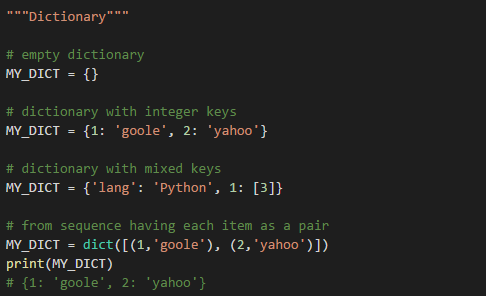 """Dictionary"""
# empty dictionary
MY_DICT = {}
# dictionary with integer keys
MY_DICT = {1: 'goole', 2: 'yahoo'}
# dictionary with mixed keys
MY_DICT = {'lang': 'Python', 1: [3]}
# from sequence having each item as a pair
MY_DICT = dict([(1,'goole'), (2,'yahoo')])
print(MY_DICT)
# {1: 'goole', 2: 'yahoo'}